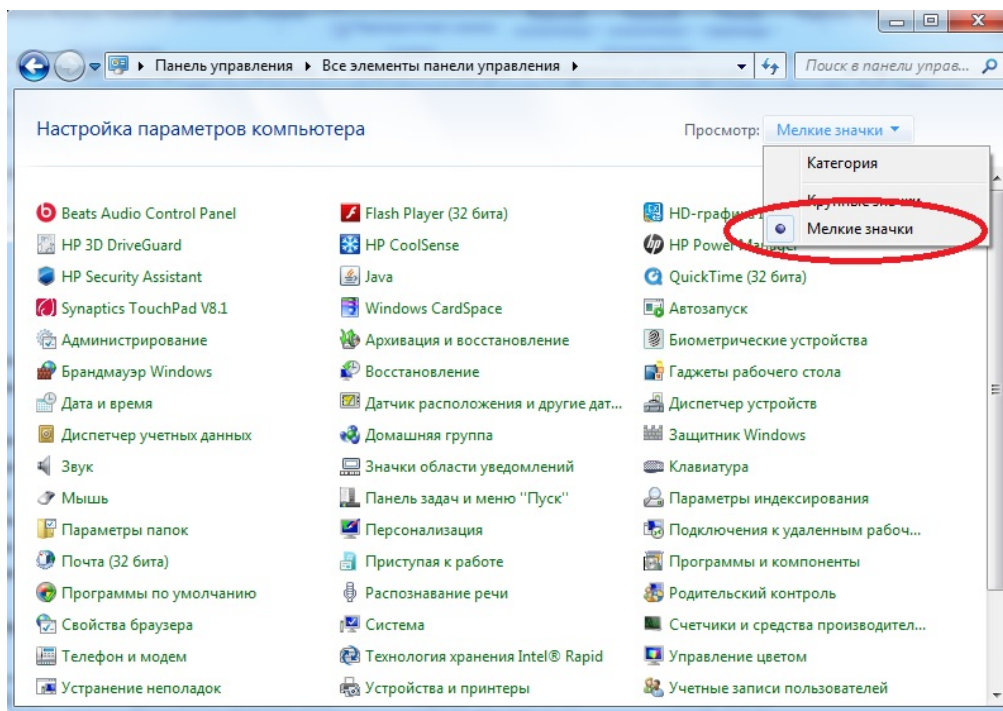 Панель управления ▸ Все элементы панели управления ▸ Поиск в панели управ...
Настройка параметров компьютера
Просмотр: Мелкие значки
Категория
Крупные значки
Мелкие значки
Beats Audio Control Panel Flash Player (32 бита)
HP 3D DriveGuard HP CoolSense HP Power Manager
HP Security Assistant Java QuickTime (32 бита)
Synaptics TouchPad V8.1 Windows CardSpace Автозапуск
Администрирование Архивация и восстановление Биометрические устройства
Брандмауэр Windows Восстановление Гаджеты рабочего стола
Дата и время Датчик расположения и другие дат... Диспетчер устройств
Диспетчер учетных данных Домашняя группа Защитник Windows
Звук Значки области уведомлений Клавиатура
Мышь Панель задач и меню "Пуск" Параметры индексирования
Параметры папок Персонализация Подключения к удаленным рабоч...
Почта (32 бита) Приступая к работе Программы и компоненты
Программы по умолчанию Распознавание речи Родительский контроль
Свойства браузера Система Счетчики и средства производител...
Телефон и модем Технология хранения Intel® Rapid Управление цветом
Устранение неполадок Устройства и принтеры Учетные записи пользователей